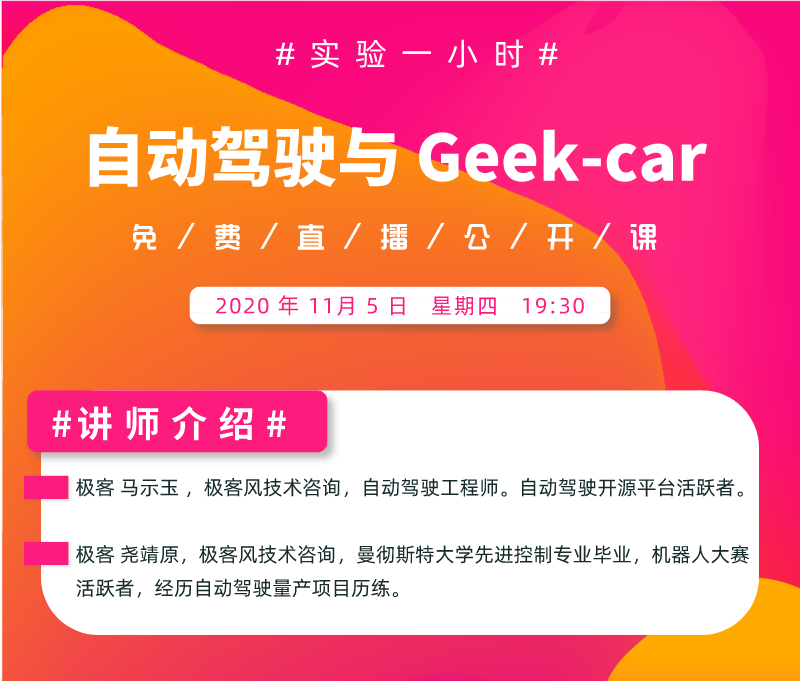 #实验一小时#
自动驾驶与 Geek-car
免/费/直/播/公/开/课
2020 年 11月 5 日 星期四 19:30
#讲师介绍#
极客 马示玉 ，极客风技术咨询，自动驾驶工程师。自动驾驶开源平台活跃者。
极客 尧靖原，极客风技术咨询，曼彻斯特大学先进控制专业毕业，机器人大赛
活跃者，经历自动驾驶量产项目历练。